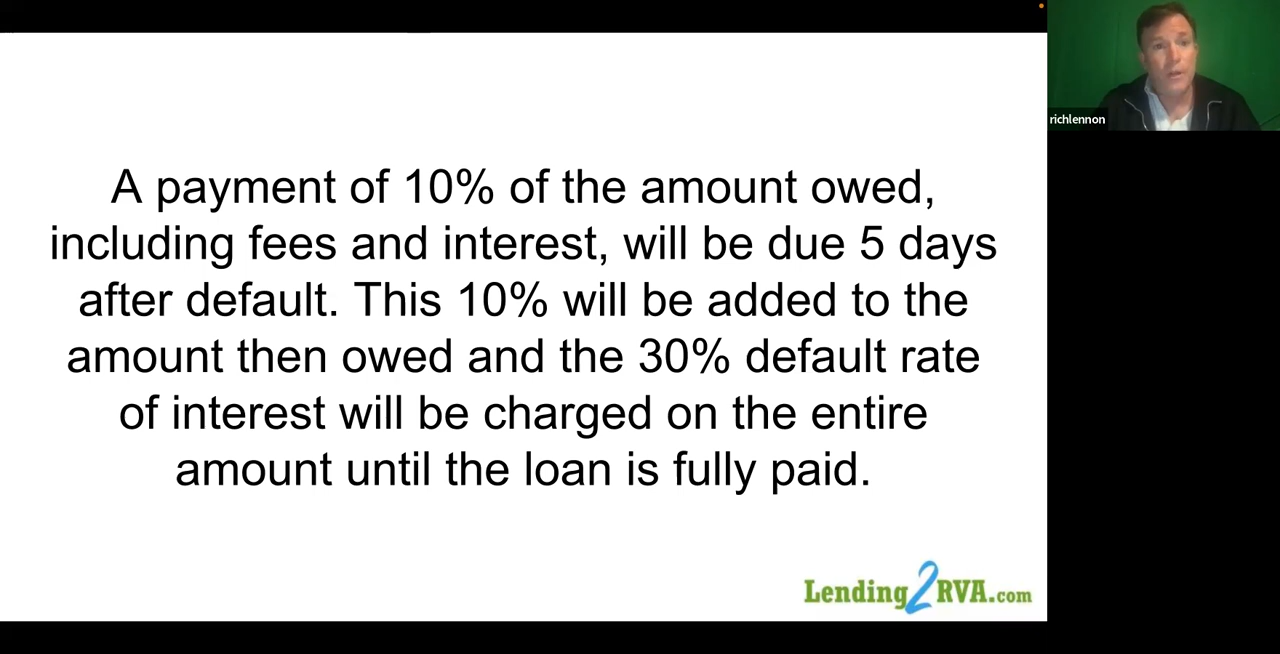 A payment of 10% of the amount owed,
including fees and interest, will be due 5 days
after default. This 10% will be added to the
amount then owed and the 30% default rate
of interest will be charged on the entire
amount until the loan is fully paid.
Lending2RVA.com
richlennon